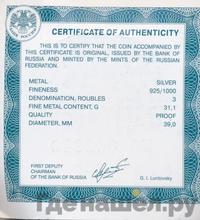 CERTIFICATE OF AUTHENTICITY
THIS IS TO CERTIFY THAT THE COIN ACCOMPANIED BY
THIS CERTIFICATE IS ORIGINAL, ISSUED BY THE BANK OF
RUSSIA AND MINTED BY THE MINTS OF THE RUSSIAN
FEDERATION.
METAL SILVER
FINENESS 925/1000
DENOMINATION, ROUBLES 3
FINE METAL CONTENT, G 31.1
QUALITY PROOF
DIAMETER, MM 39,0
FIRST DEPUTY
CHAIRMAN
OF THE BANK OF RUSSIA G. I. Luntovsky
гденашел.ру